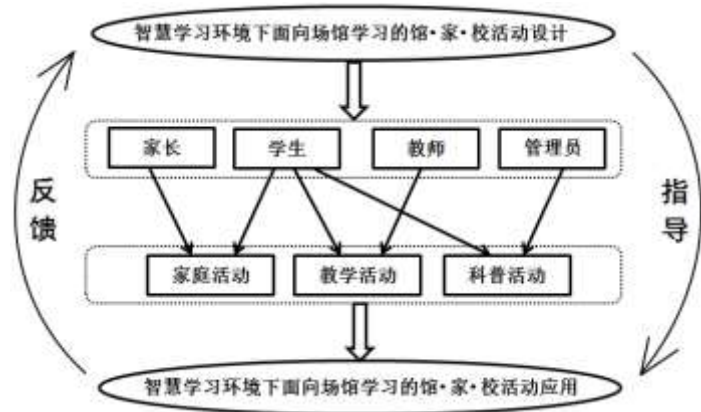 智慧学习环境下面向场馆学习的馆·家·校活动设计
家长 学生 教师 管理员
反馈
指导
家庭活动 教学活动 科普活动
智慧学习环境下面向场馆学习的馆·家·校活动应用